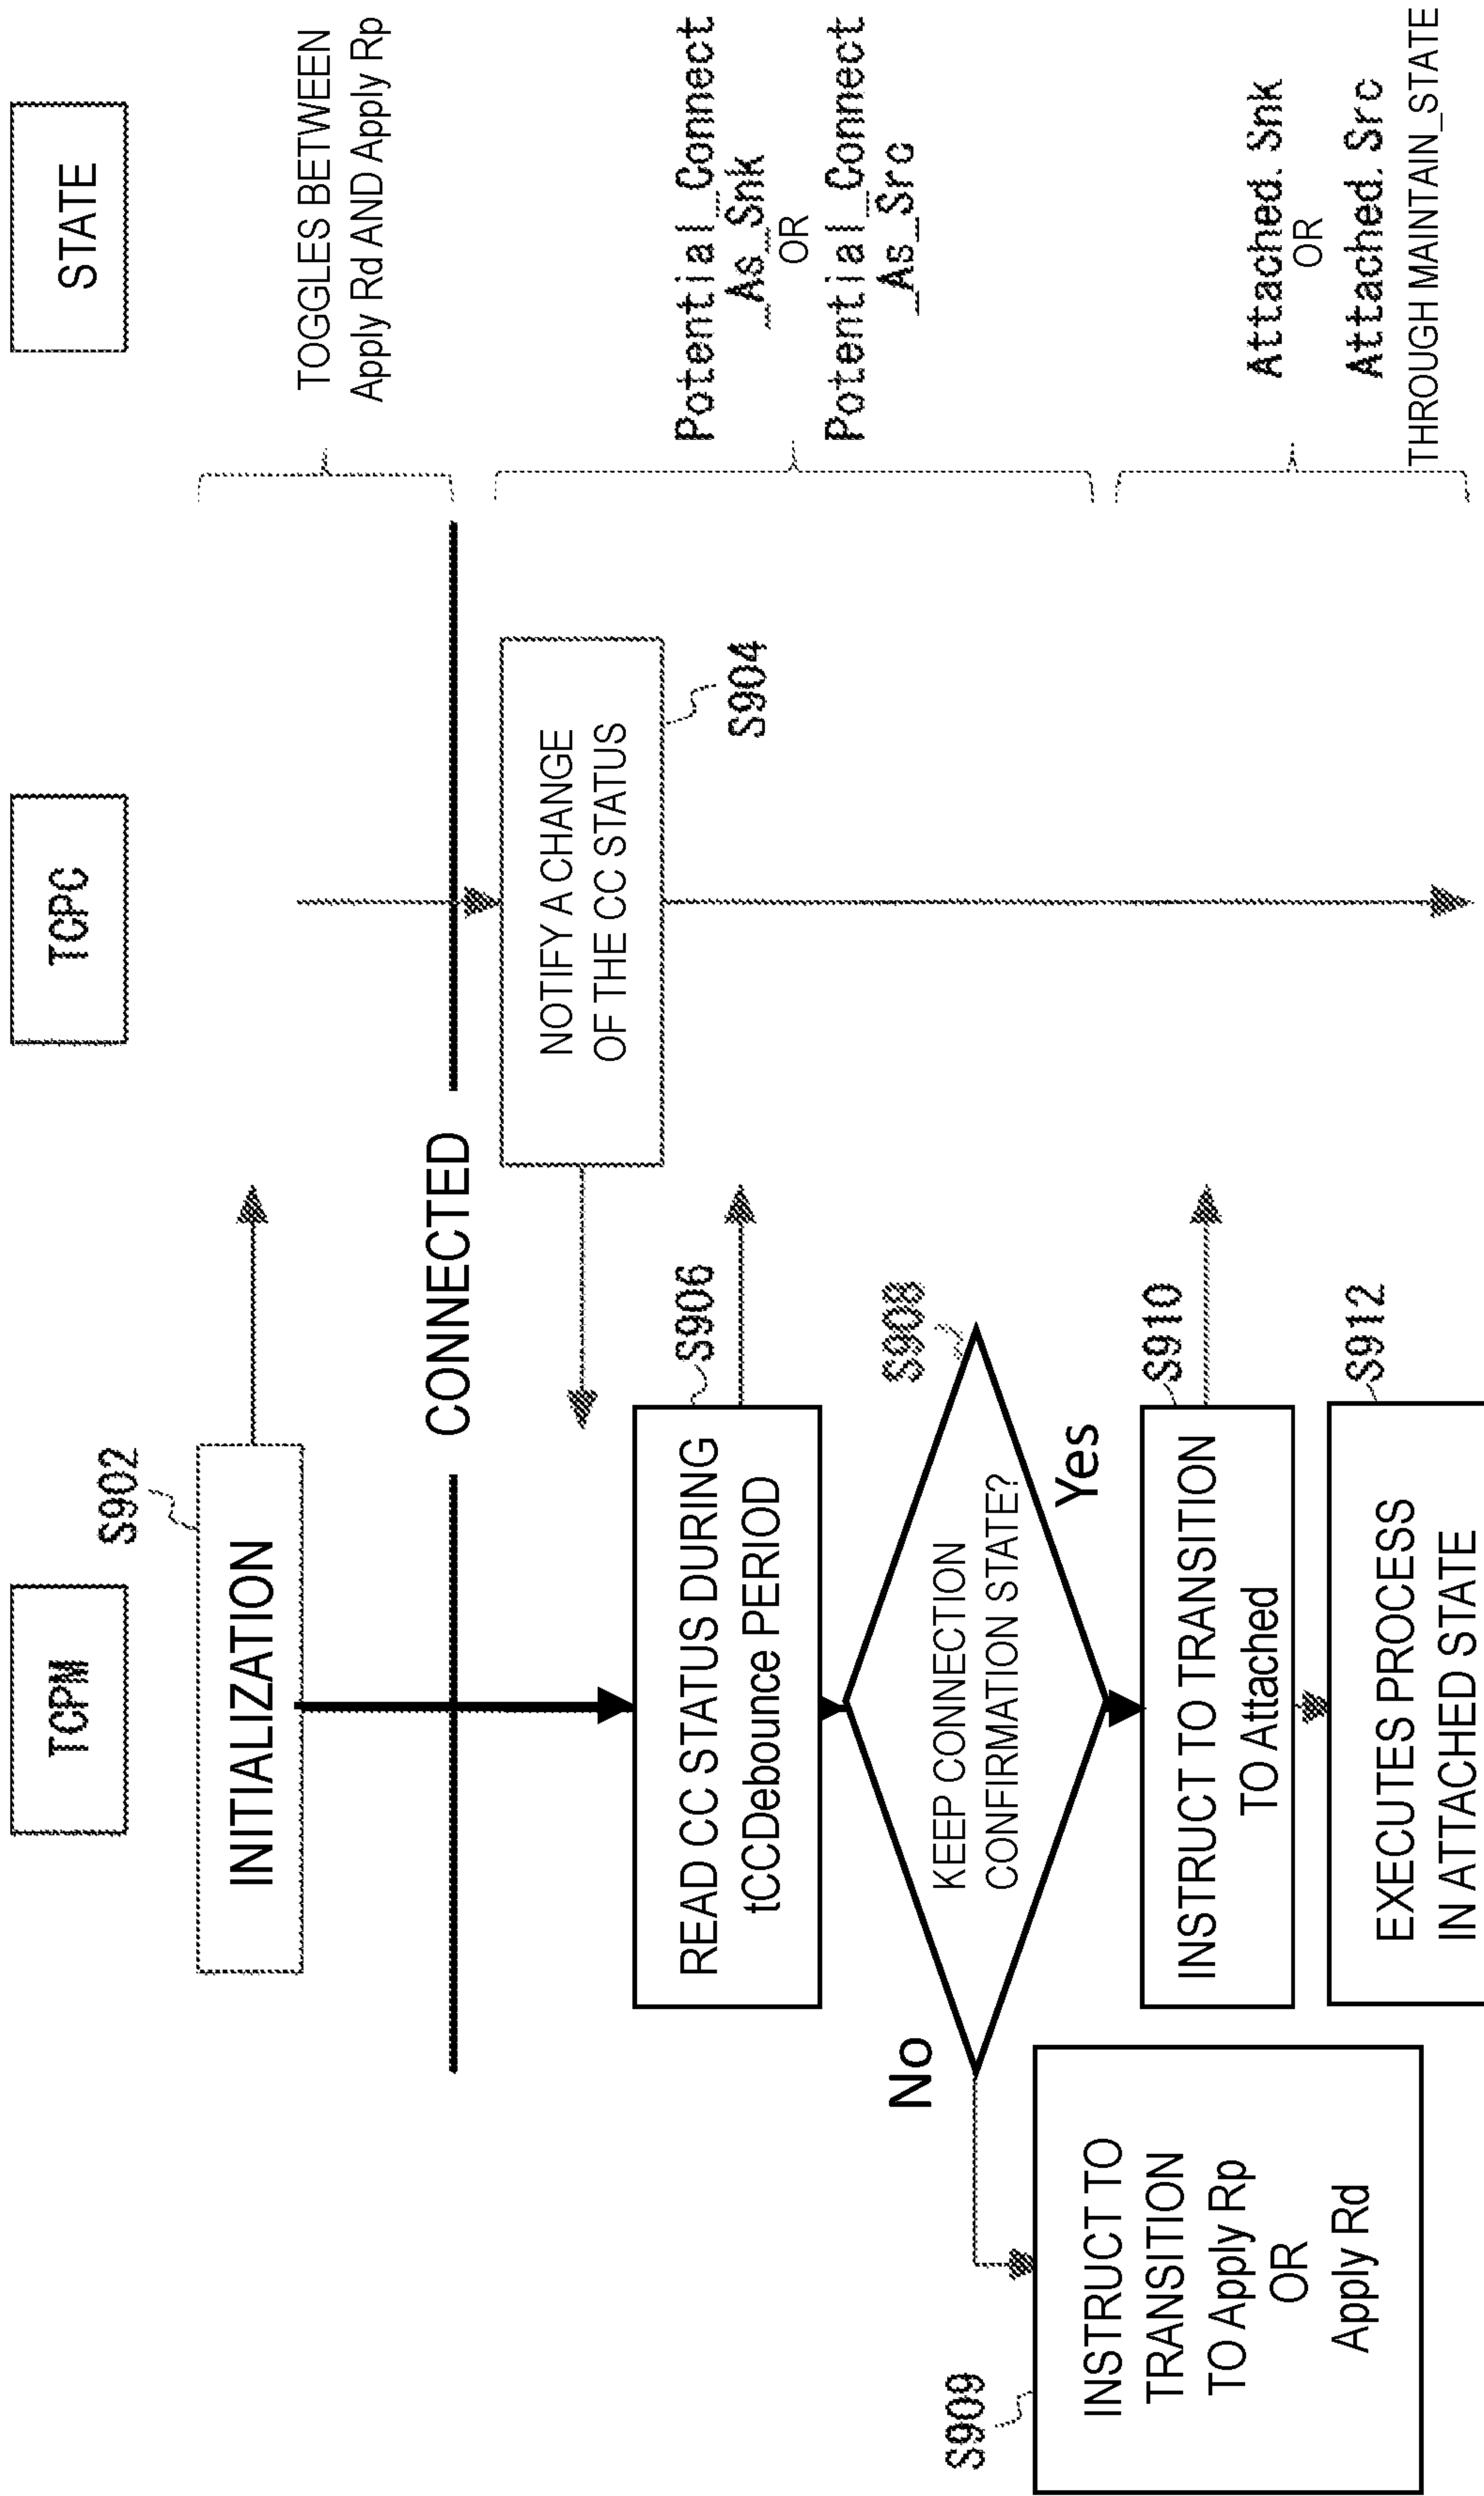 TCPM
TCPC
STATE
S902
INITIALIZATION
TOGGLES BETWEEN
Apply Rd AND Apply Rp
CONNECTED
NOTIFY A CHANGE
OF THE CC STATUS
S904
S906
READ CC STATUS DURING
tCCDebounce PERIOD
Potential_Connect
_As_Snk
OR
Potential_Connect
_As_Src
S908
KEEP CONNECTION
CONFIRMATION STATE?
No
Yes
S909
INSTRUCT TO
TRANSITION
TO Apply Rp
OR
Apply Rd
S910
INSTRUCT TO TRANSITION
TO Attached
S912
EXECUTES PROCESS
IN ATTACHED STATE
Attached.Snk
OR
Attached.Src
THROUGH MAINTAIN_STATE